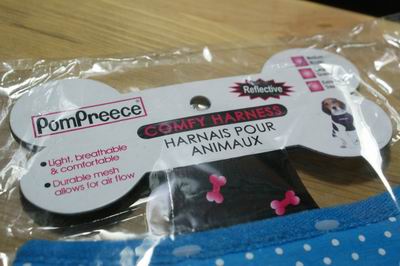 PomPreece
Reflective
COMFY HARNESS
HARNAIS POUR
ANIMAUX
• Light, breathable
& comfortable
• Durable mesh
allows for air flow